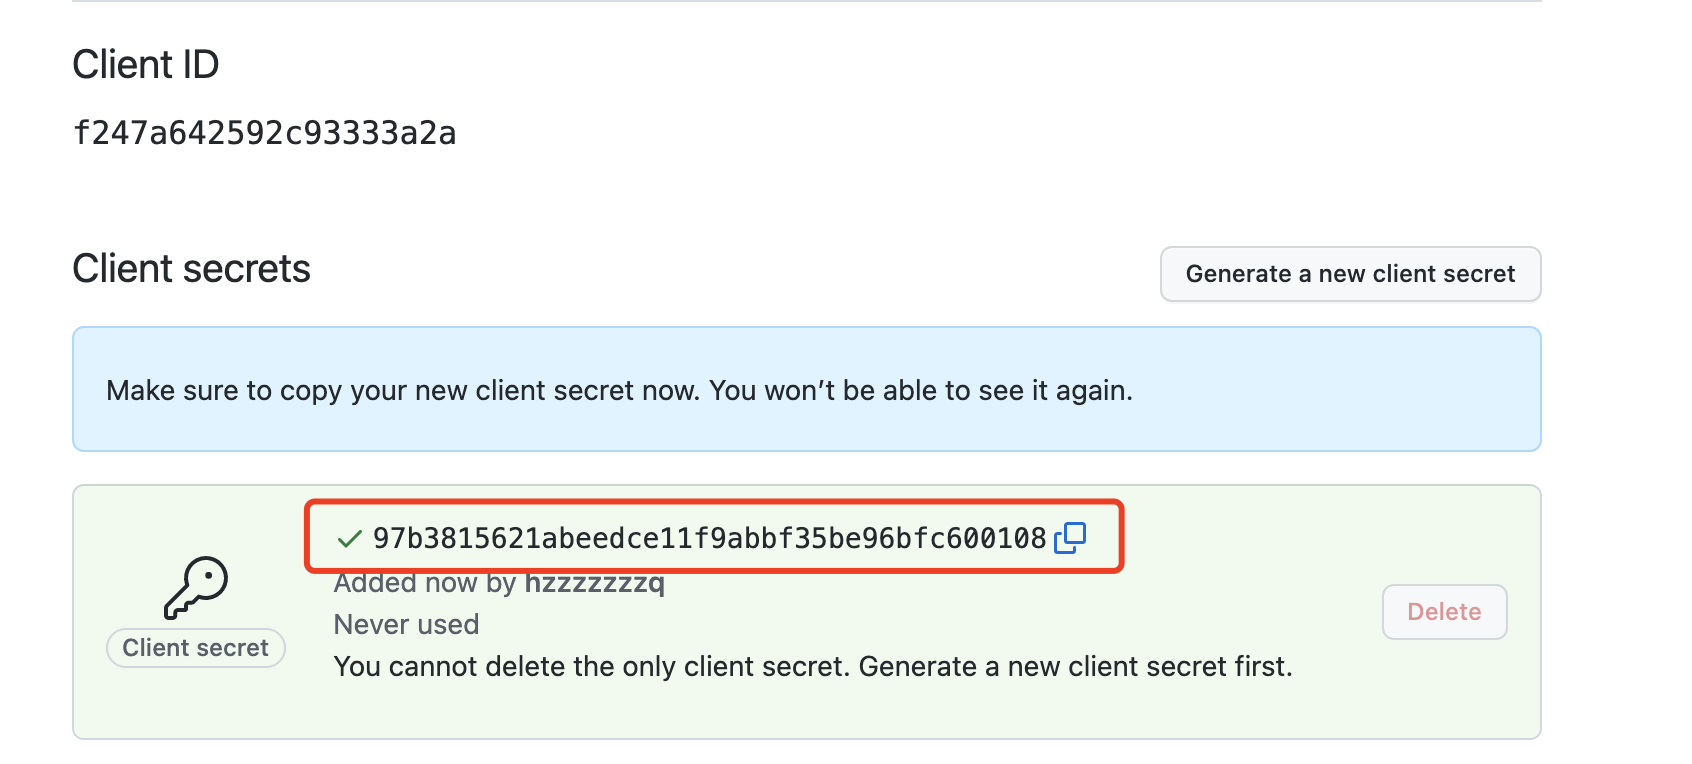 Client ID
f247a642592c93333a2a
Client secrets
Generate a new client secret
Make sure to copy your new client secret now. You won’t be able to see it again.
97b3815621abeedce11f9abbf35be96bfc600108
Added now by hzzzzzzzq
Never used
Client secret
You cannot delete the only client secret. Generate a new client secret first.
Delete